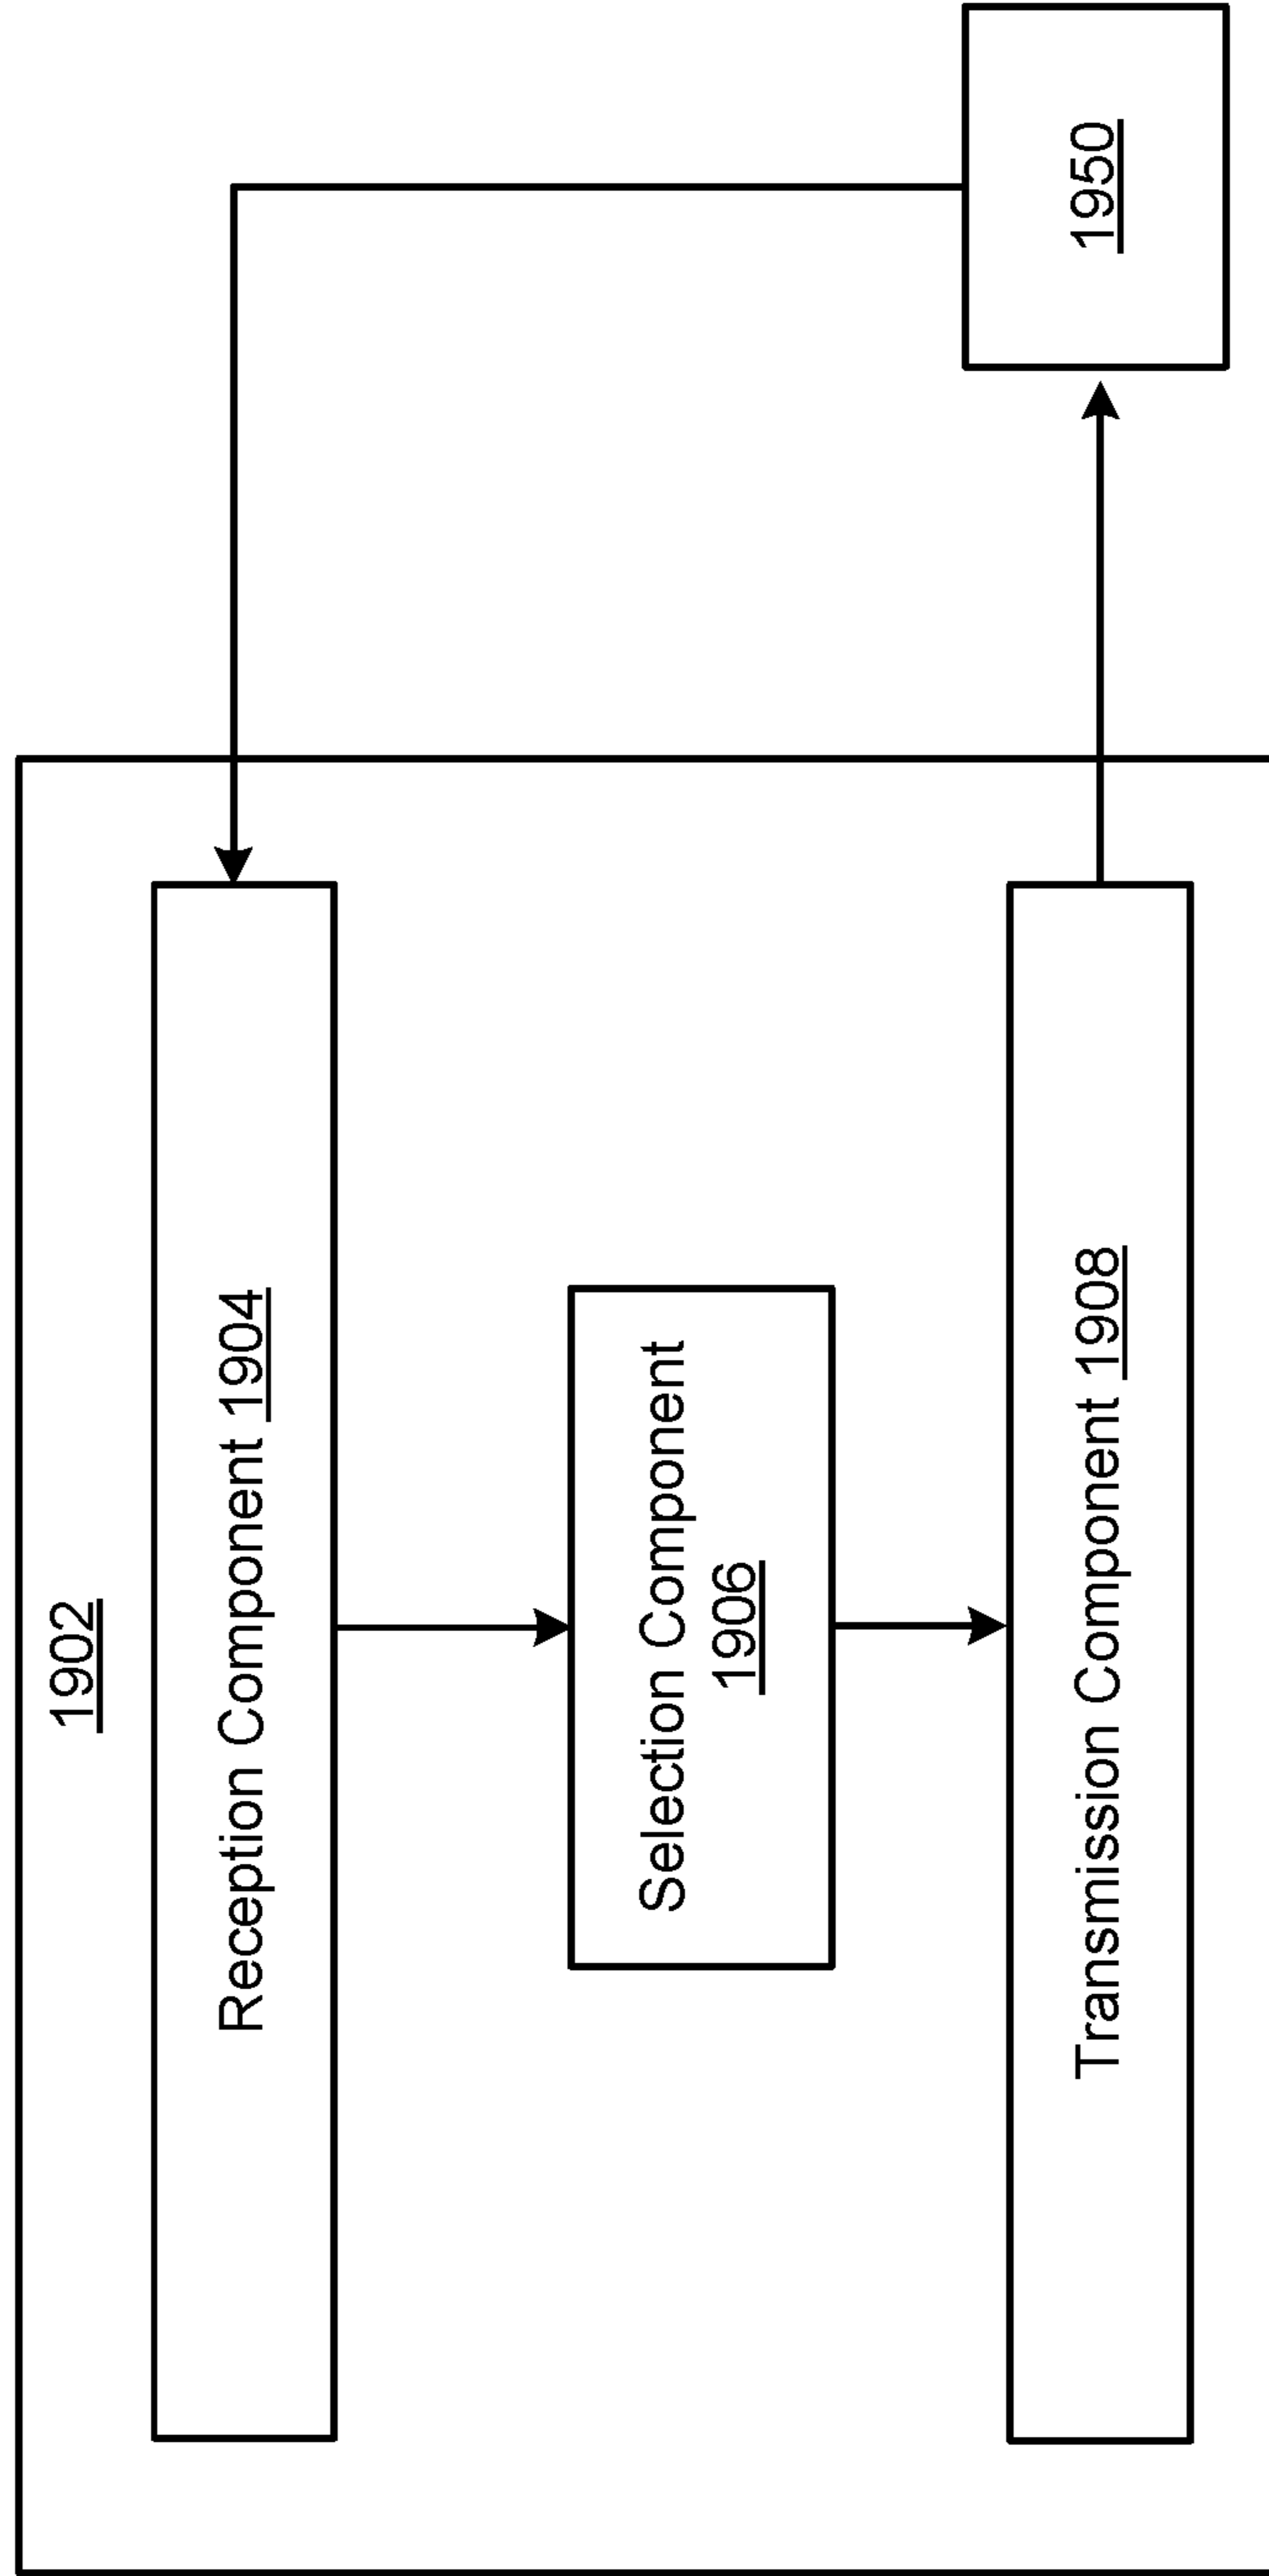 1902
Reception Component 1904
Selection Component
1906
Transmission Component 1908
1950